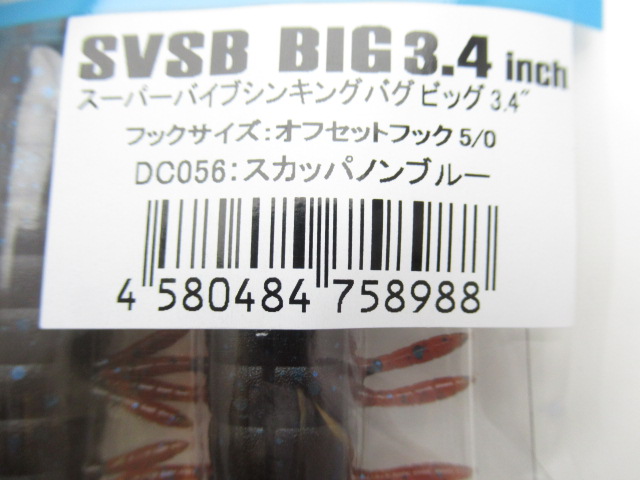 SVSB BIG 3.4 inch
スーパーバイブシンキングバグ ビッグ 3.4"
フックサイズ：オフセットフック 5/0
DC056：スカッパノンブルー
4 580484 758988